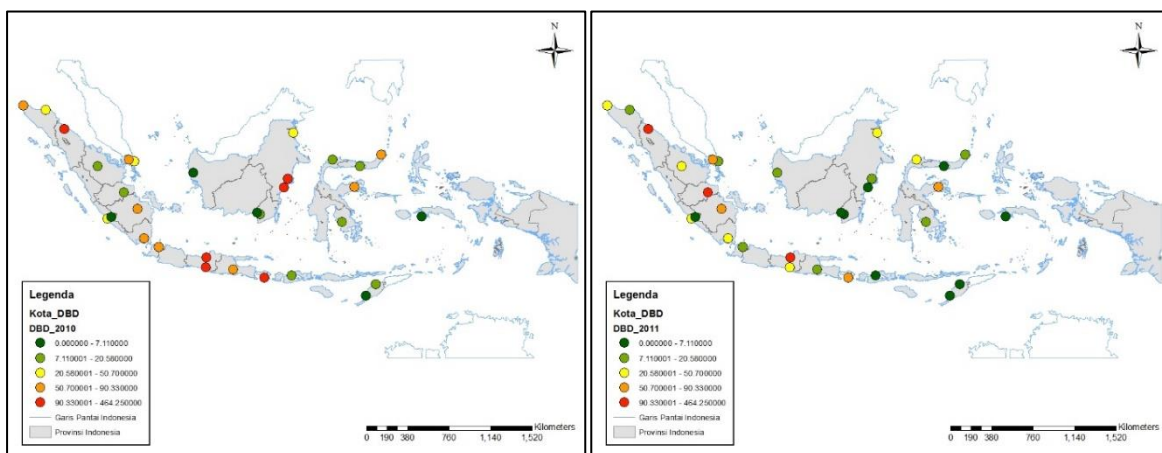 N
Legenda
Kota_DBD
DBD_2010
0.000000 - 7.110000
7.110001 - 20.580000
20.580001 - 50.700000
50.700001 - 90.330000
90.330001 - 464.250000
Garis Pantai Indonesia
Provinsi Indonesia
Kilometers
0 190 380 760 1,140 1,520
N
Legenda
Kota_DBD
DBD_2011
0.000000 - 7.110000
7.110001 - 20.580000
20.580001 - 50.700000
50.700001 - 90.330000
90.330001 - 464.250000
Garis Pantai Indonesia
Provinsi Indonesia
Kilometers
0 190 380 760 1,140 1,520